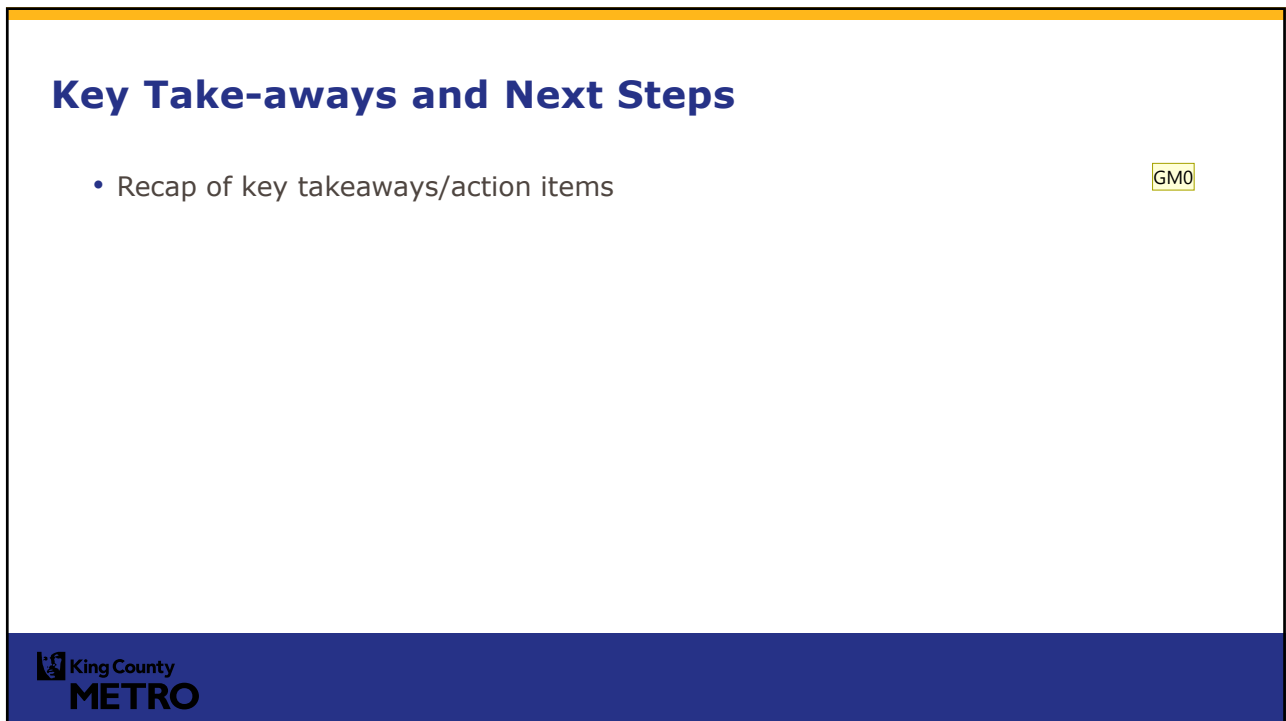 Key Take-aways and Next Steps
• Recap of key takeaways/action items
GM0
King County
METRO